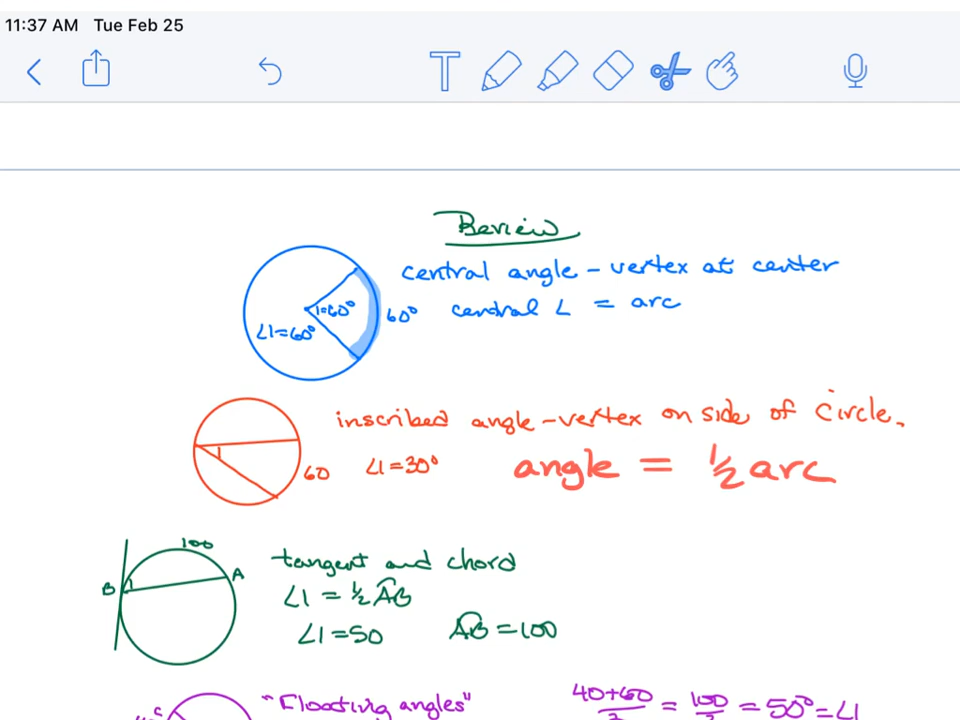 11:37 AM Tue Feb 25
T
Review
central angle - vertex at center
1=60°
60°
central ∠ = arc
∠1=60°
inscribed angle - vertex on side of circle.
60
∠1=30°
angle = ½ arc
100
tangent and chord
B
1
A
∠1 = ½ AB
∠1=50
AB = 100
"Floating angles"
40+60 = 100 = 50° = ∠1
C